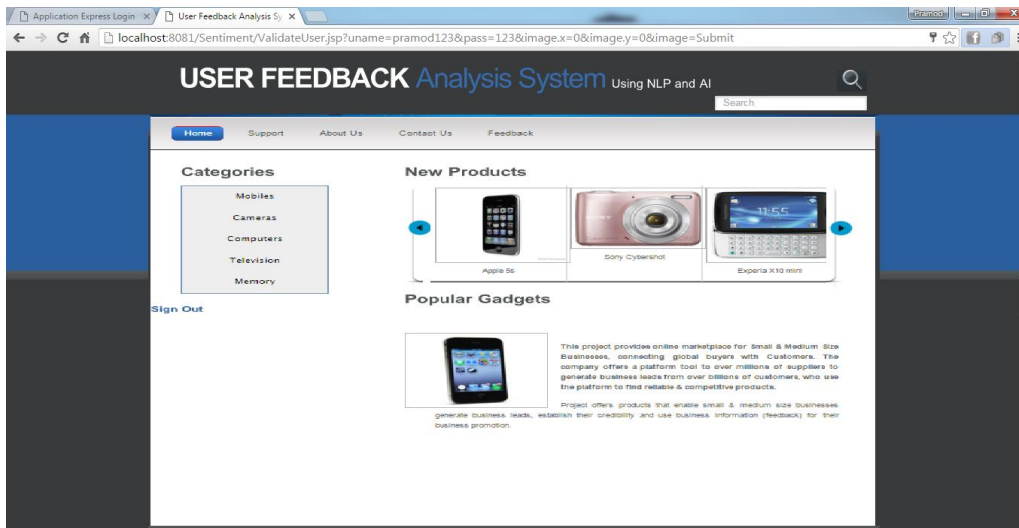 Application Express Login
User Feedback Analysis Sy
Pramod
localhost:8081/Sentiment/ValidateUser.jsp?uname=pramod123&pass=123&image.x=0&image.y=0&image=Submit
USER FEEDBACK Analysis System Using NLP and AI
Search
Home Support About Us Contact Us Feedback
Categories
Mobiles
Cameras
Computers
Television
Memory
Sign Out
New Products
SONY
11:55
Apple 5s
Sony Cybershot
Experia X10 mini
Popular Gadgets
This project provides online marketplace for Small & Medium Size
Businesses, connecting global buyers with Customers. The
company offers a platform tool to over millions of suppliers to
generate business leads from over billions of customers, who use
the platform to find reliable & competitive products.
Project offers products that enable small & medium size businesses
generate business leads, establish their credibility and use business information (feedback) for their
business promotion.